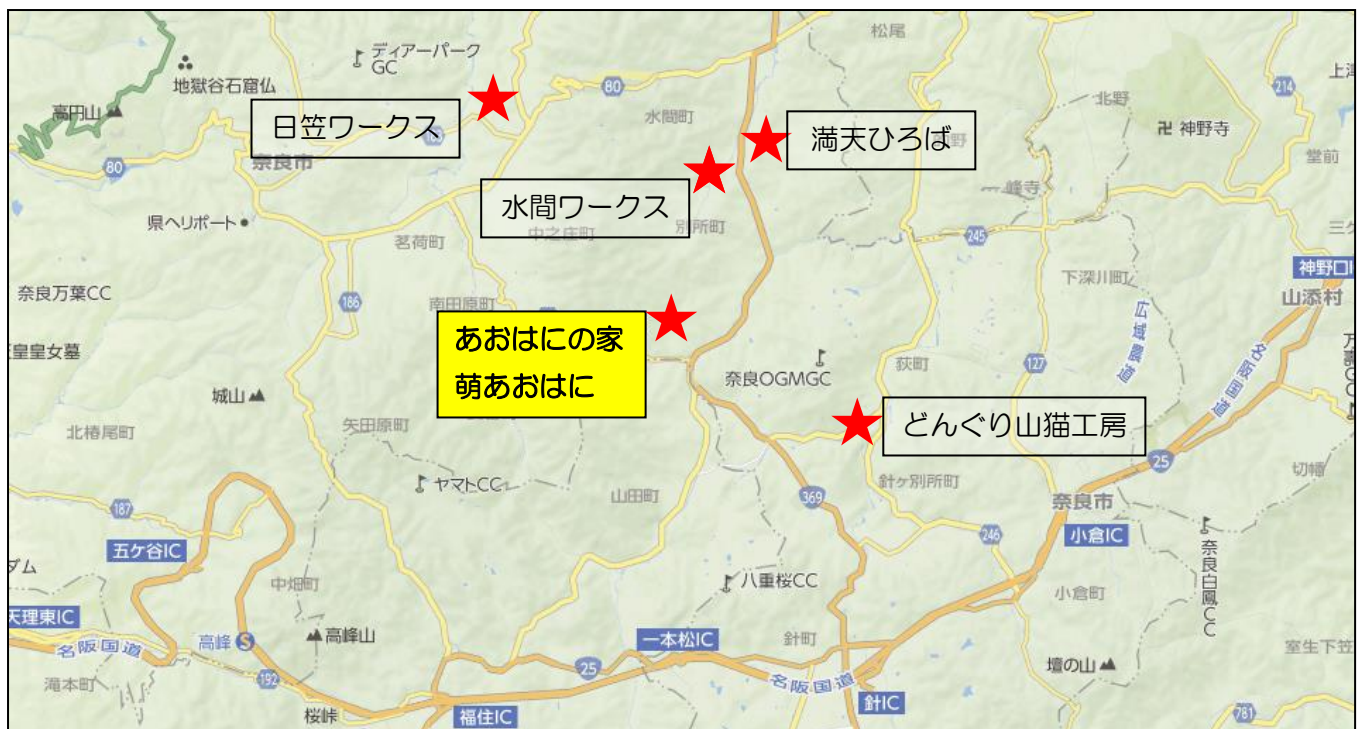 松尾
ディアーパーク
GC
地獄谷石窟仏
高円山
80
214
北野
水間町
日笠ワークス
満天ひろば
神野寺
堂前
奈良市
80
峰寺
水間ワークス
県ヘリポート
茗荷町
中之庄町
別所町
245
下深川町
神野口I
山添村
奈良万葉CC
186
南田原町
皇女墓
あおはにの家
萌あおはに
奈良OGMGC
荻町
127
広域農道
名阪国道
城山
矢田原町
北椿尾町
どんぐり山猫工房
25
切幡
ヤマトCC
山田町
369
針ヶ別所町
奈良市
187
五ケ谷IC
246
小倉IC
奈良白鳳CC
ダム
中畑町
八重桜CC
小倉町
天理東IC
高峰
S
高峰山
一本松IC
針町
名阪国道
25
名阪国道
壇の山
室生下笠
滝本町
192
桜峠
福住IC
針IC
781